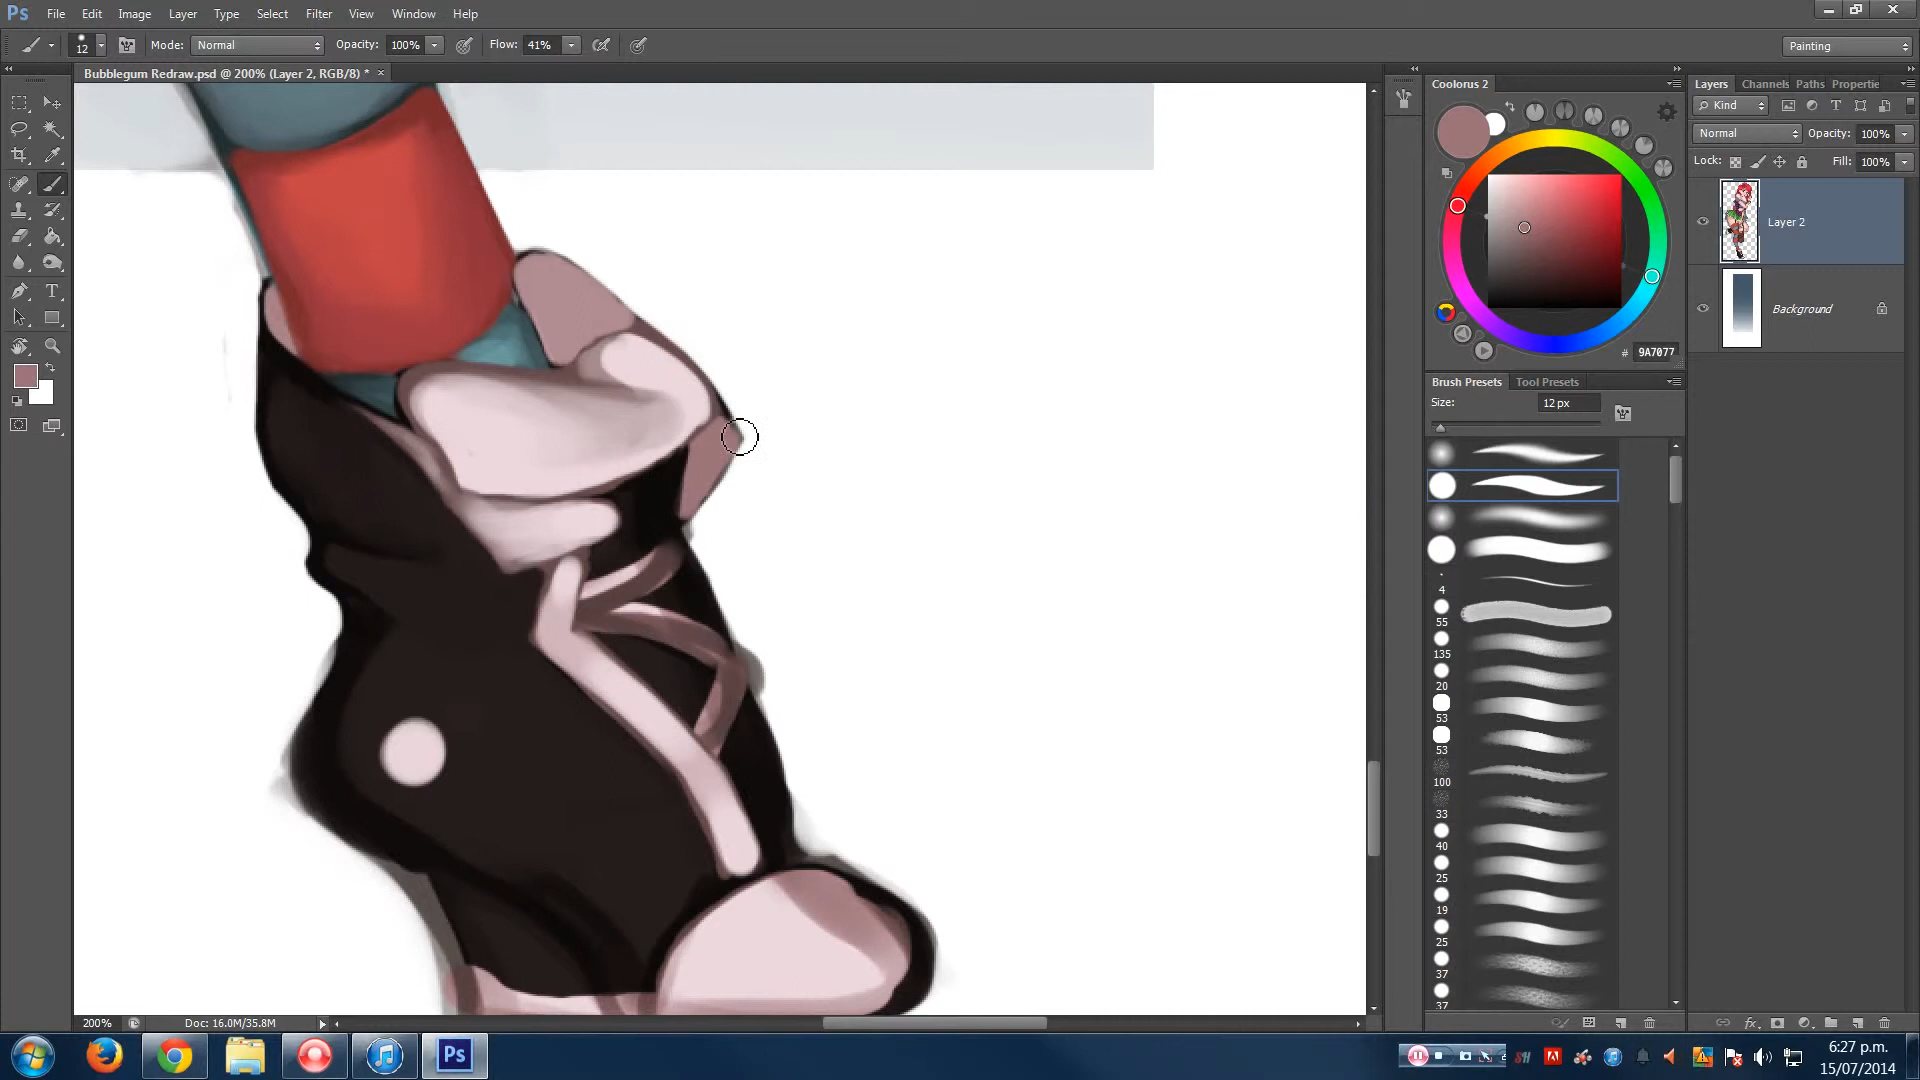 Ps File Edit Image Layer Type Select Filter View Window Help
12 Mode: Normal Opacity: 100% Flow: 41% Painting
Bubblegum Redraw.psd @ 200% (Layer 2, RGB/8) *
Coolorus 2
# 9A7077
Brush Presets Tool Presets
Size: 12 px
4
55
135
20
53
53
100
33
40
25
19
25
37
37
Layers Channels Paths Propertie
Kind
Normal Opacity: 100%
Lock: Fill: 100%
Layer 2
Background
200% Doc: 16.0M/35.8M
Ps
6:27 p.m.
15/07/2014